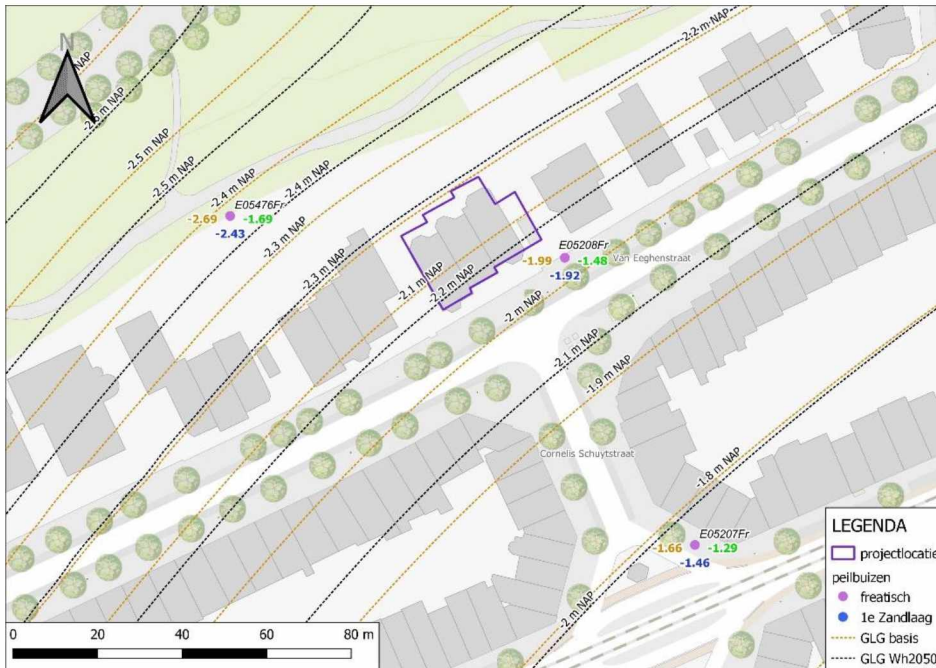 N
NAP
-2.6 m NAP
-2.5 m NAP
-2.5 m NAP
-2.4 m NAP
-2.4 m NAP
-2.3 m NAP
-2.3 m NAP
-2.2 m NAP
E05476Fr
-2.69 -1.69
-2.43
-2.1 m NAP
-2.2 m NAP
-2 m NAP
E05208Fr
-1.99 -1.48
-1.92
Van Eeghenstraat
-2.1 m NAP
-1.9 m NAP
Cornelis Schuytstraat
-1.8 m NAP
E05207Fr
-1.66 -1.29
-1.46
-2 m NAP
LEGENDA
projectlocatie
peilbuizen
freatisch
1e Zandlaag
GLG basis
GLG Wh2050
0 20 40 60 80 m